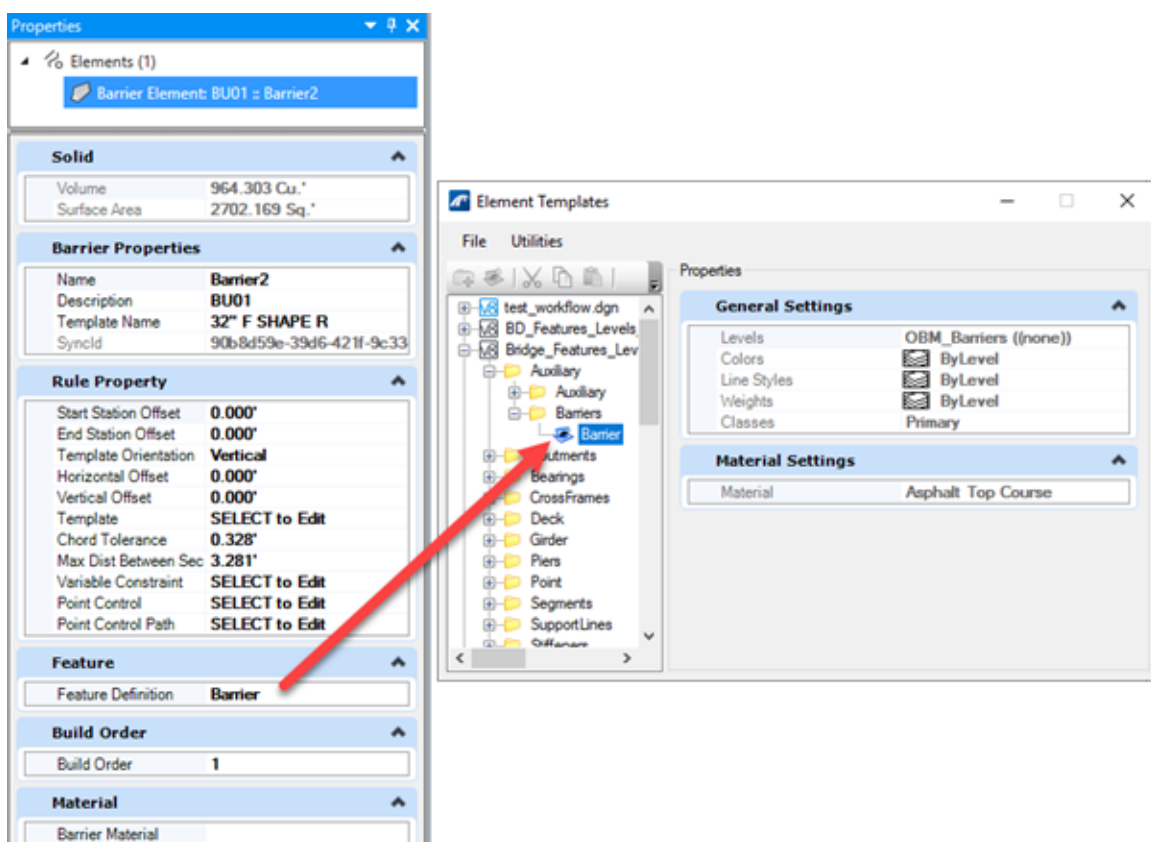 Properties
Elements (1)
Barrier Element: BU01 :: Barrier2
Solid
Volume 964.303 Cu.'
Surface Area 2702.169 Sq.'
Barrier Properties
Name Barrier2
Description BU01
Template Name 32" F SHAPE R
SyncId 90b8d59e-39d6-421f-9c33
Rule Property
Start Station Offset 0.000'
End Station Offset 0.000'
Template Orientation Vertical
Horizontal Offset 0.000'
Vertical Offset 0.000'
Template SELECT to Edit
Chord Tolerance 0.328'
Max Dist Between Sec 3.281'
Variable Constraint SELECT to Edit
Point Control SELECT to Edit
Point Control Path SELECT to Edit
Feature
Feature Definition Barrier
Build Order
Build Order 1
Material
Barrier Material
Element Templates
File Utilities
test_workflow.dgn
BD_Features_Levels
Bridge_Features_Lev
Auxiliary
Auxiliary
Barriers
Barrier
utments
Bearings
CrossFrames
Deck
Girder
Piers
Point
Segments
SupportLines
Stiffeners
Properties
General Settings
Levels OBM_Barriers ((none))
Colors ByLevel
Line Styles ByLevel
Weights ByLevel
Classes Primary
Material Settings
Material Asphalt Top Course